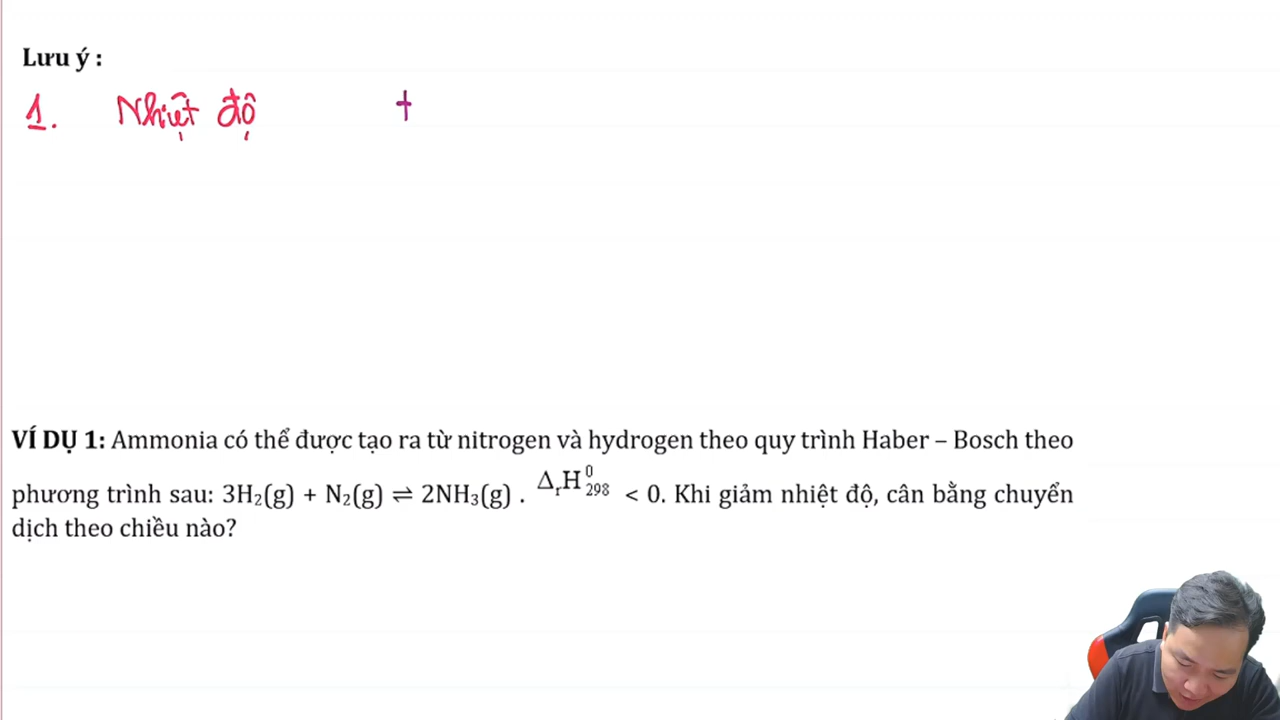 Lưu ý :
1. Nhiệt độ +
VÍ DỤ 1: Ammonia có thể được tạo ra từ nitrogen và hydrogen theo quy trình Haber – Bosch theo
phương trình sau: 3H₂(g) + N₂(g) ⇌ 2NH₃(g) . ΔᵣH⁰₂₉₈ < 0. Khi giảm nhiệt độ, cân bằng chuyển
dịch theo chiều nào?